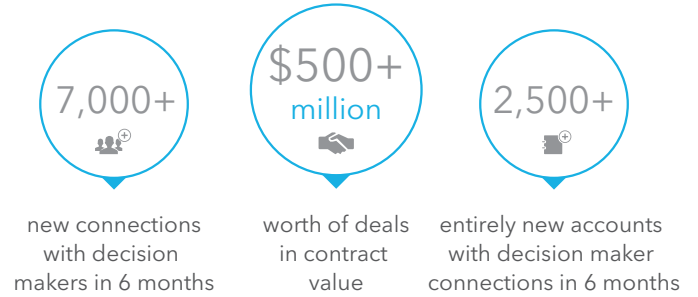 7,000+
new connections
with decision
makers in 6 months
$500+
million
worth of deals
in contract
value
2,500+
entirely new accounts
with decision maker
connections in 6 months